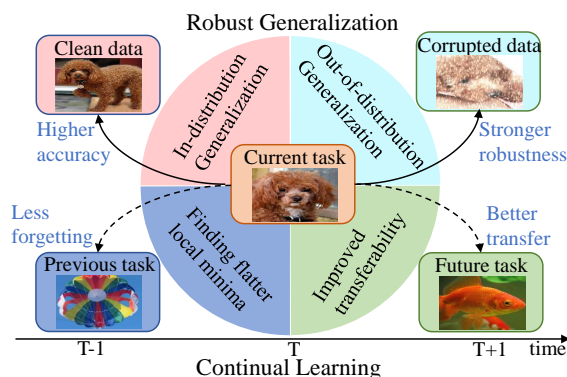 Robust Generalization
Clean data
Corrupted data
In-distribution
Generalization
Out-of-distribution
Generalization
Higher
accuracy
Stronger
robustness
Current task
Less
forgetting
Better
transfer
Finding flatter
local minima
Improved
transferability
Previous task
Future task
T-1
T
T+1
time
Continual Learning